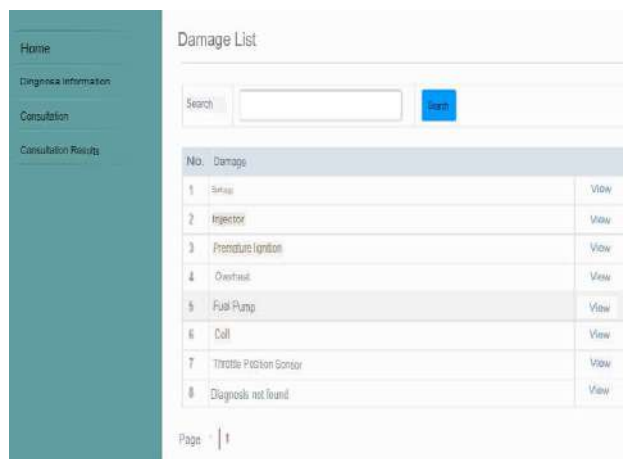 Home
Diagnosa Information
Consultation
Consultation Results
Damage List
Search
Search
No. Damage
1 View
2 Injector View
3 Premature Ignition View
4 Overheat View
5 Fuel Pump View
6 Coil View
7 Throttle Position Sensor View
8 Diagnosis not found View
Page 1